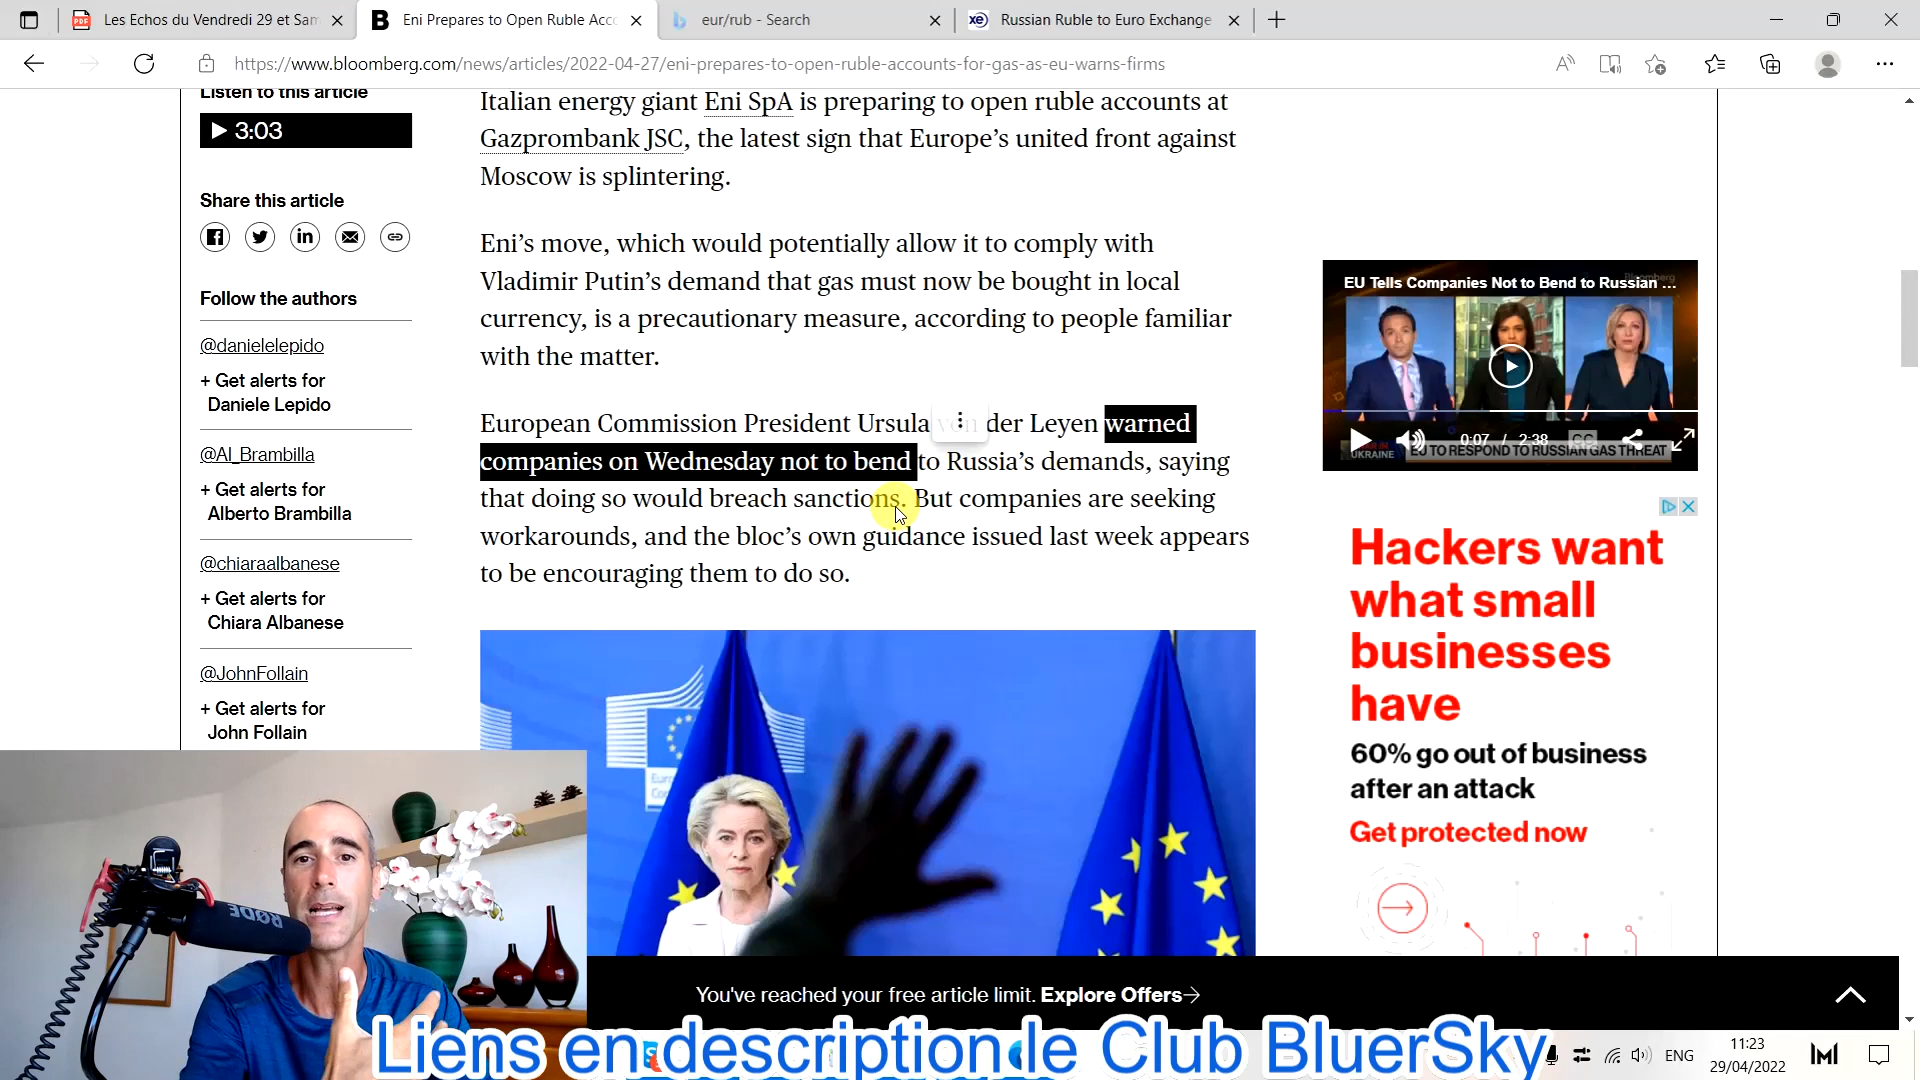 Les Echos du Vendredi 29 et Sam
Eni Prepares to Open Ruble Acc
eur/rub - Search
Russian Ruble to Euro Exchange
https://www.bloomberg.com/news/articles/2022-04-27/eni-prepares-to-open-ruble-accounts-for-gas-as-eu-warns-firms
Listen to this article
3:03
Share this article
Follow the authors
@danielelepido
+ Get alerts for
Daniele Lepido
@Al_Brambilla
+ Get alerts for
Alberto Brambilla
@chiaraalbanese
+ Get alerts for
Chiara Albanese
@JohnFollain
+ Get alerts for
John Follain
Italian energy giant Eni SpA is preparing to open ruble accounts at
Gazprombank JSC, the latest sign that Europe’s united front against
Moscow is splintering.
Eni’s move, which would potentially allow it to comply with
Vladimir Putin’s demand that gas must now be bought in local
currency, is a precautionary measure, according to people familiar
with the matter.
European Commission President Ursula von der Leyen warned
companies on Wednesday not to bend to Russia’s demands, saying
that doing so would breach sanctions. But companies are seeking
workarounds, and the bloc’s own guidance issued last week appears
to be encouraging them to do so.
EU Tells Companies Not to Bend to Russian ...
Bloomberg
0:07 / 2:38
CC
UKRAINE
EU TO RESPOND TO RUSSIAN GAS THREAT
Hackers want
what small
businesses
have
60% go out of business
after an attack
Get protected now
RØDE
You've reached your free article limit. Explore Offers→
Liens en description le Club BluerSky
ENG
11:23
29/04/2022